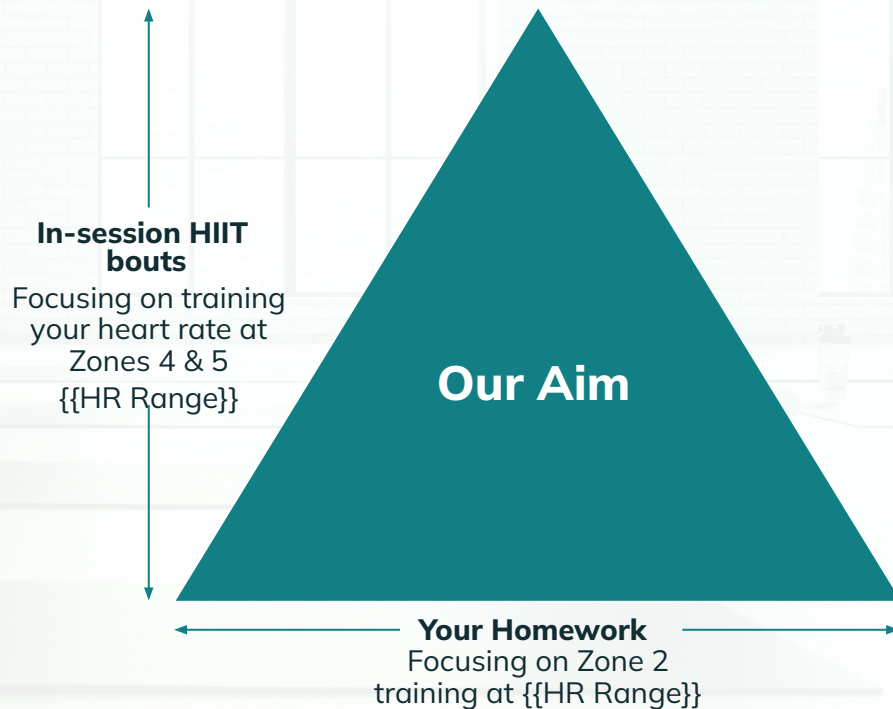 In-session HIIT
bouts
Focusing on training
your heart rate at
Zones 4 & 5
{{HR Range}}
Our Aim
Your Homework
Focusing on Zone 2
training at {{HR Range}}